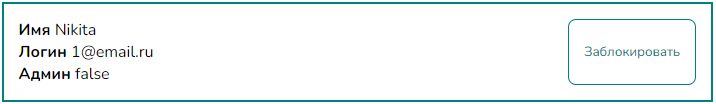 Имя Nikita
Логин 1@email.ru
Админ false
Заблокировать